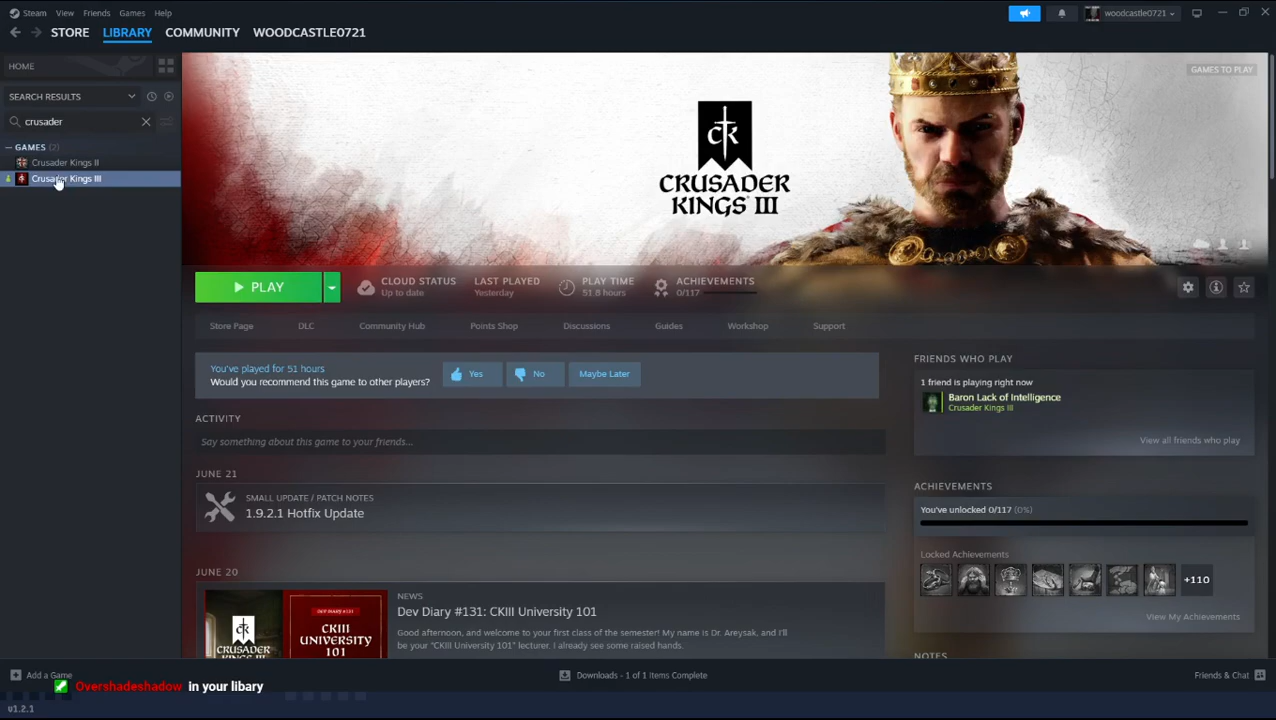 Steam View Friends Games Help
woodcastle0721
STORE LIBRARY COMMUNITY WOODCASTLE0721
HOME
SEARCH RESULTS
crusader
GAMES (2)
Crusader Kings II
Crusader Kings III
GAMES TO PLAY
CK
CRUSADER
KINGS III
PLAY
CLOUD STATUS
Up to date
LAST PLAYED
Yesterday
PLAY TIME
51.8 hours
ACHIEVEMENTS
0/117
Store Page DLC Community Hub Points Shop Discussions Guides Workshop Support
You've played for 51 hours
Would you recommend this game to other players?
Yes No Maybe Later
ACTIVITY
Say something about this game to your friends...
JUNE 21
SMALL UPDATE / PATCH NOTES
1.9.2.1 Hotfix Update
JUNE 20
DEV DIARY #131:
CKIII
UNIVERSITY
101
NEWS
Dev Diary #131: CKIII University 101
Good afternoon, and welcome to your first class of the semester! My name is Dr. Areysak, and I'll
be your "CKIII University 101" lecturer. I already see some raised hands.
FRIENDS WHO PLAY
1 friend is playing right now
Baron Lack of Intelligence
Crusader Kings III
View all friends who play
ACHIEVEMENTS
You've unlocked 0/117 (0%)
Locked Achievements
+110
View My Achievements
NOTES
Add a Game
Downloads - 1 of 1 Items Complete
Friends & Chat
Overshadeshadow in your libary
v1.2.1